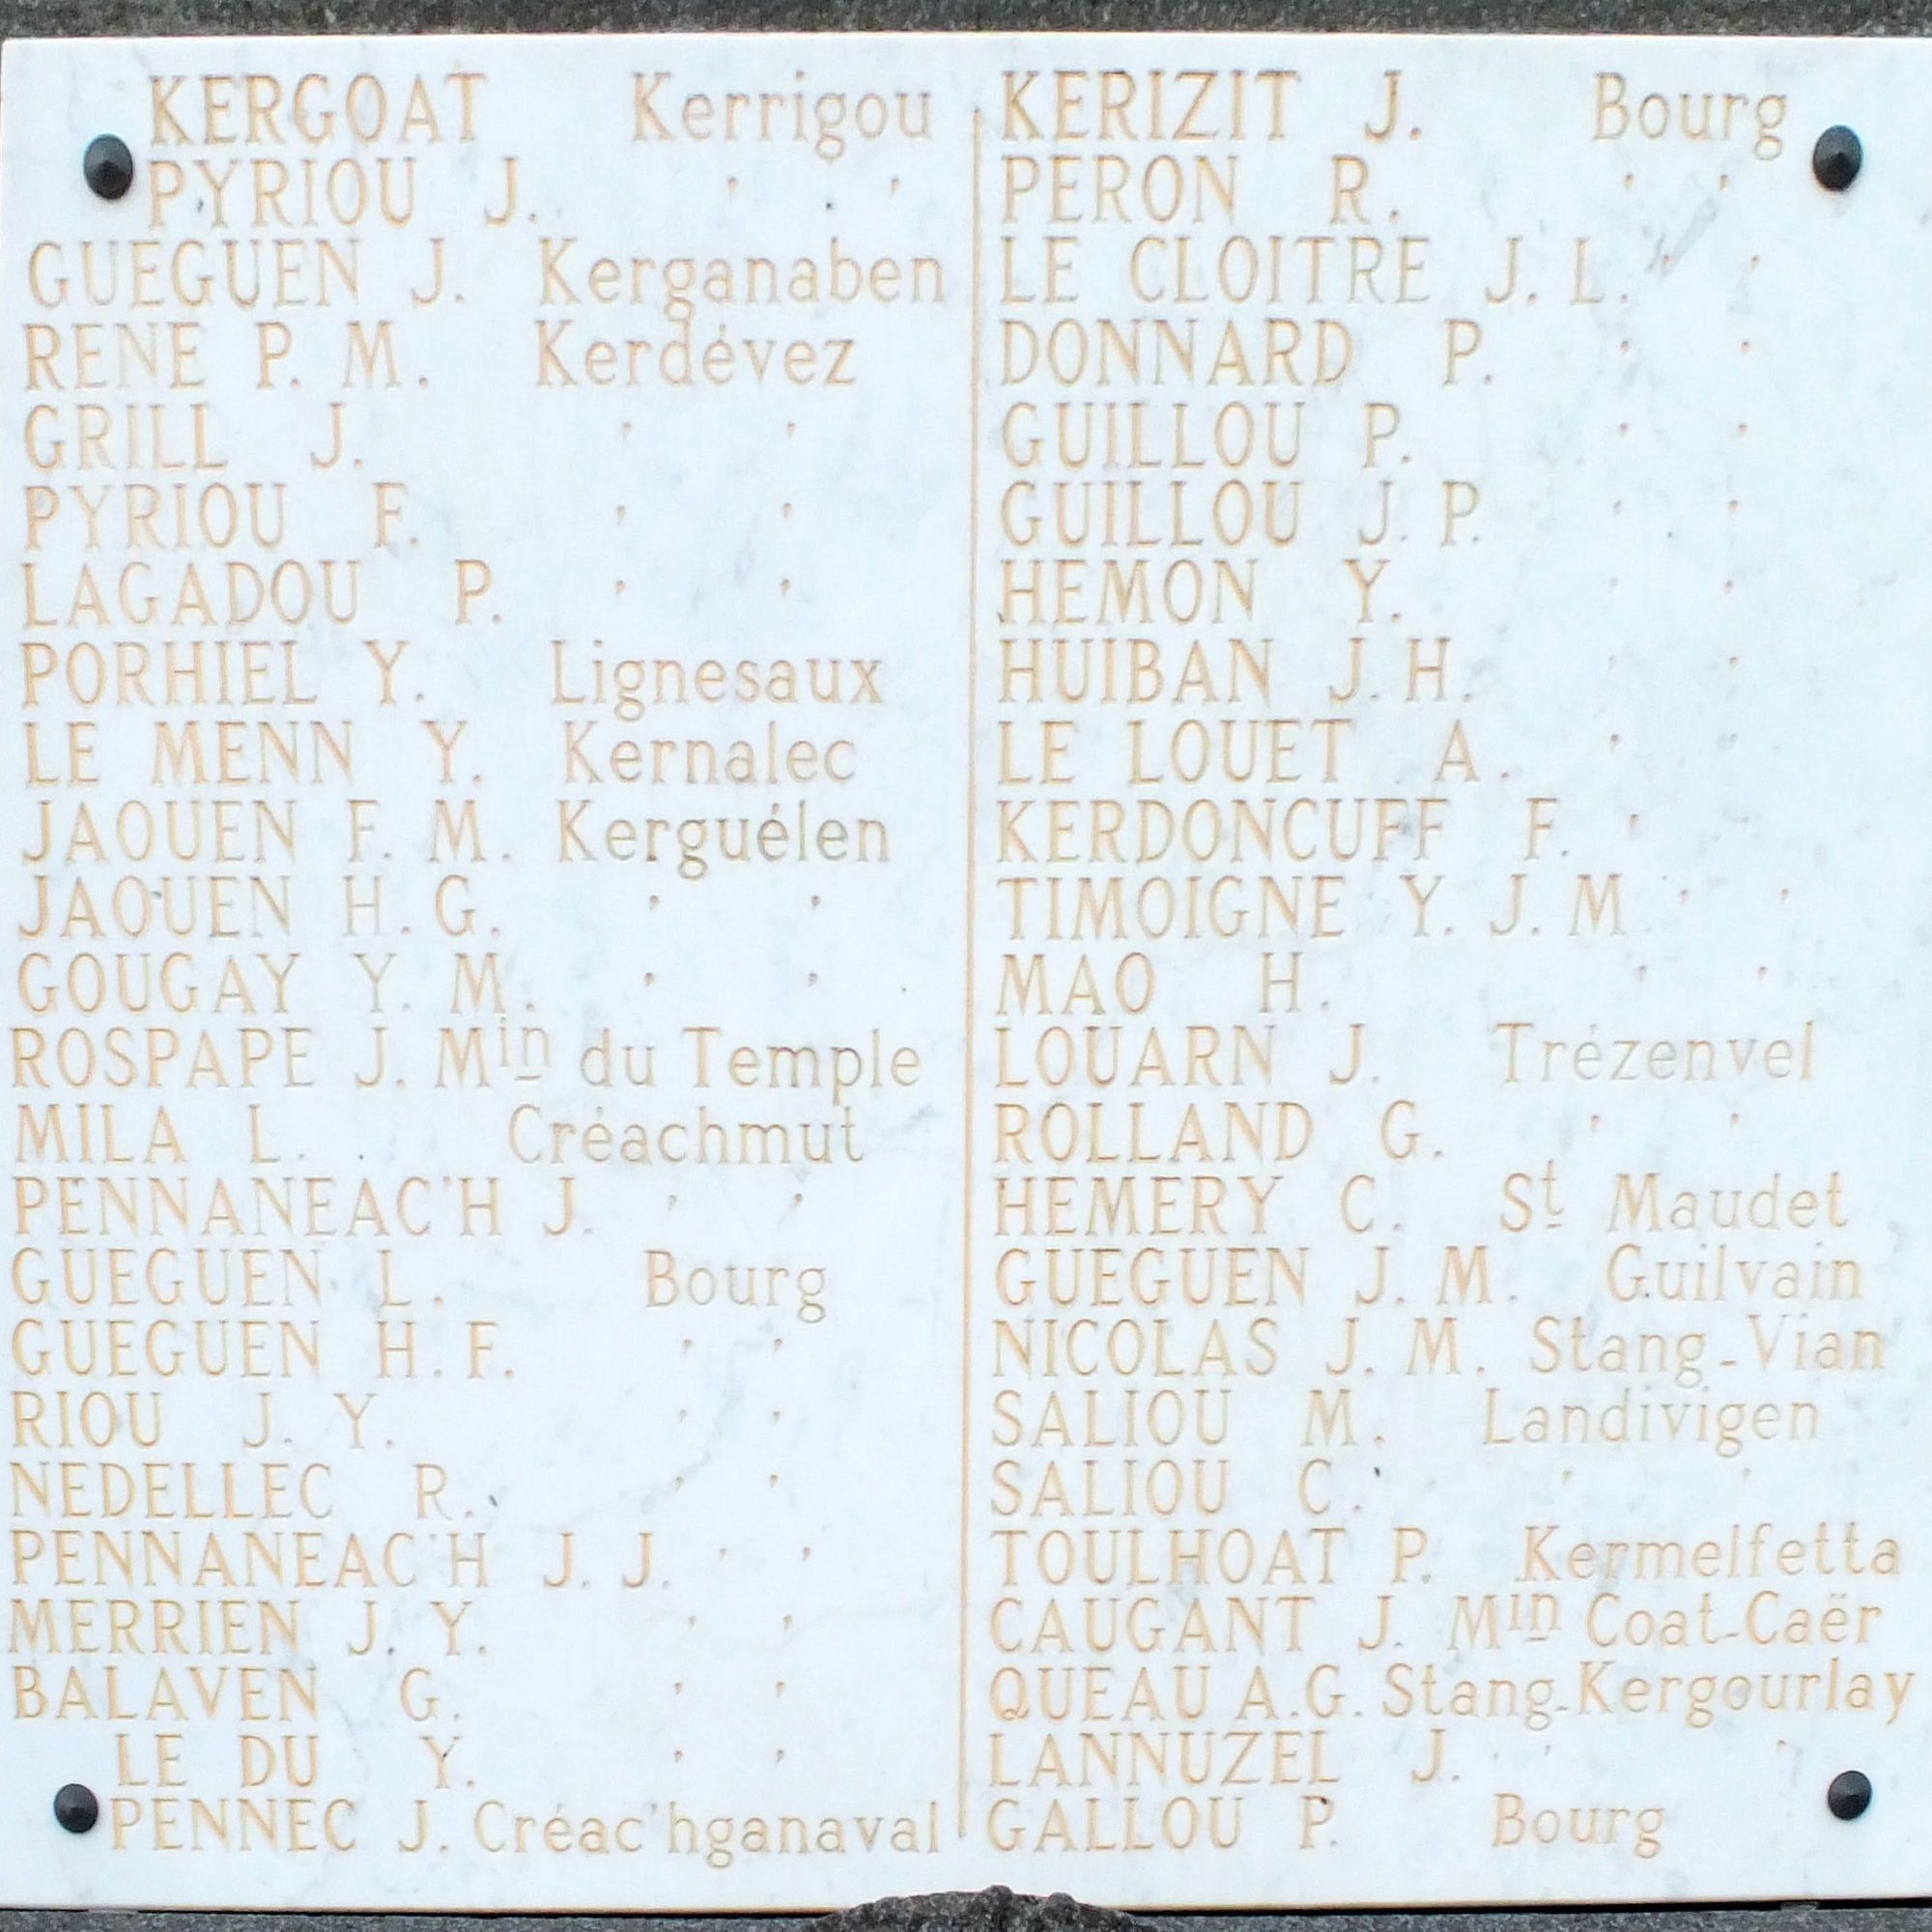 KERGOAT Kerrigou
PYRIOU J. " "
GUEGUEN J. Kerganaben
RENE P. M. Kerdévez
GRILL J. ' '
PYRIOU F. ' '
LAGADOU P. ' '
PORHIEL Y. Lignesaux
LE MENN Y. Kernalec
JAOUEN F. M. Kerguélen
JAOUEN H. G. ' '
GOUGAY Y. M. ' '
ROSPAPE J. Min du Temple
MILA L. Créachmut
PENNANEAC'H J. ' '
GUEGUEN L. Bourg
GUEGUEN H. F. ' '
RIOU J. Y. ' '
NEDELLEC R. ' '
PENNANEAC'H J. J. ' '
MERRIEN J. Y. ' '
BALAVEN G. ' '
LE DU Y. ' '
PENNEC J. Créac'hganaval
KERIZIT J. Bourg
PERON R. ' '
LE CLOITRE J. L. ' '
DONNARD P. ' '
GUILLOU P. ' '
GUILLOU J. P. ' '
HEMON Y. ' '
HUIBAN J. H. ' '
LE LOUET A. ' '
KERDONCUFF F. '
TIMOIGNE Y. J. M ' '
MAO H. ' '
LOUARN J. Trézenvel
ROLLAND G. ' '
HEMERY C. St Maudet
GUEGUEN J. M. Guilvain
NICOLAS J. M. Stang-Vian
SALIOU M. Landivigen
SALIOU C. ' '
TOULHOAT P. Kermelfetta
CAUGANT J. Min Coat-Caër
QUEAU A.G. Stang-Kergourlay
LANNUZEL J. ' '
GALLOU P. Bourg